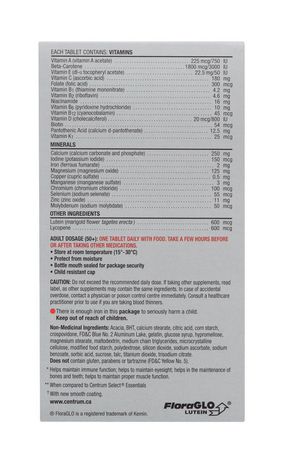 EACH TABLET CONTAINS: VITAMINS
Vitamin A (vitamin A acetate) 225 mcg/750 IU
Beta-Carotene 1800 mcg/3000 IU
Vitamin E (dl-α tocopheryl acetate) 22.5 mg/50 IU
Vitamin C (ascorbic acid) 180 mg
Folate (folic acid) 300 mcg
Vitamin B1 (thiamine mononitrate) 4.2 mg
Vitamin B2 (riboflavin) 4.6 mg
Niacinamide 16 mg
Vitamin B6 (pyridoxine hydrochloride) 10 mg
Vitamin B12 (cyanocobalamin) 45 mcg
Vitamin D (cholecalciferol) 20 mcg/800 IU
Biotin 54 mcg
Pantothenic Acid (calcium d-pantothenate) 12.5 mg
Vitamin K1 25 mcg
MINERALS
Calcium (calcium carbonate and phosphate) 250 mg
Iodine (potassium iodide) 150 mcg
Iron (ferrous fumarate) 2 mg
Magnesium (magnesium oxide) 125 mg
Copper (cupric sulfate) 0.5 mg
Manganese (manganese sulfate) 3 mg
Chromium (chromium chloride) 100 mcg
Selenium (sodium selenate) 55 mcg
Zinc (zinc oxide) 11 mg
Molybdenum (sodium molybdate) 50 mcg
OTHER INGREDIENTS
Lutein (marigold flower tagetes erecta) 600 mcg
Lycopene 600 mcg
ADULT DOSAGE (50+): ONE TABLET DAILY WITH FOOD. TAKE A FEW HOURS BEFORE
OR AFTER TAKING OTHER MEDICATIONS.
• Store at room temperature (15°-30°C)
• Protect from moisture
• Bottle mouth sealed for package security
• Child resistant cap
CAUTION: Do not exceed the recommended daily dose. If taking other supplements, read
label, as other supplements may contain the same ingredients. In case of accidental
overdose, contact a physician or poison control centre immediately. Consult a healthcare
practitioner prior to use if you are taking blood thinners.
There is enough iron in this package to seriously harm a child.
Keep out of reach of children.
Non-Medicinal Ingredients: Acacia, BHT, calcium stearate, citric acid, corn starch,
crospovidone, FD&C Blue No. 2 Aluminum Lake, gelatin, glucose syrup, hypromellose,
magnesium stearate, maltodextrin, medium chain triglycerides, microcrystalline
cellulose, modified food starch, polydextrose, silicon dioxide, sodium ascorbate, sodium
benzoate, sorbic acid, sucrose, talc, titanium dioxide, trisodium citrate.
Does not contain gluten, parabens or tartrazine (FD&C Yellow No. 5).
* Helps maintain immune function; helps to maintain eyesight; helps in the maintenance of
bones and teeth; helps to maintain proper muscle function.
** When compared to Centrum Select® Essentials
† With new smooth coating.
www.centrum.ca
FloraGLO
LUTEIN
® FloraGLO is a registered trademark of Kemin.